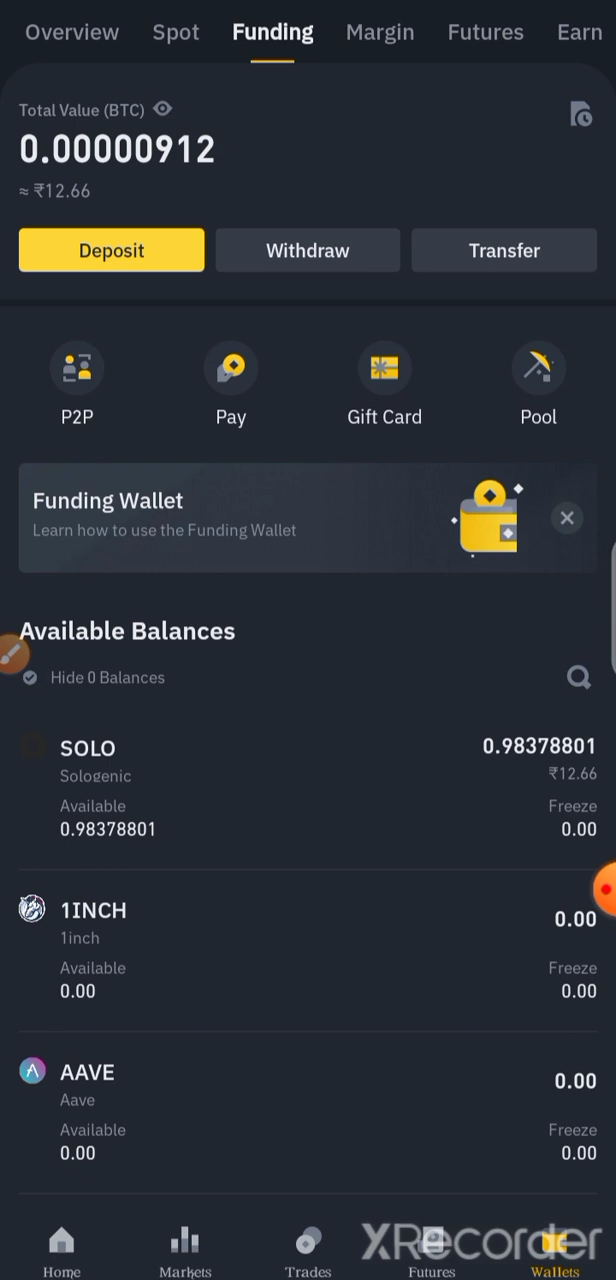 Overview Spot Funding Margin Futures Earn
Total Value (BTC)
0.00000912
≈ ₹12.66
Deposit Withdraw Transfer
P2P Pay Gift Card Pool
Funding Wallet
Learn how to use the Funding Wallet
Available Balances
Hide 0 Balances
SOLO 0.98378801
Sologenic ₹12.66
Available Freeze
0.98378801 0.00
1INCH 0.00
1inch
Available Freeze
0.00 0.00
AAVE 0.00
Aave
Available Freeze
0.00 0.00
XRecorder
Home Markets Trades Futures Wallets